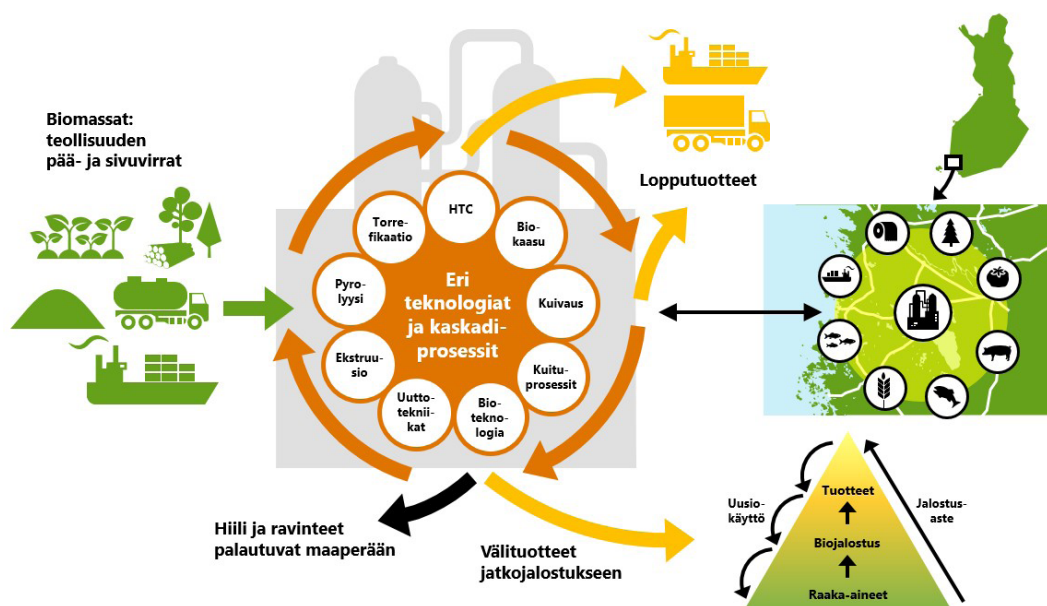 Biomassat:
teollisuuden
pää- ja sivuvirrat
Lopputuotteet
HTC
Bio-
kaasu
Kuivaus
Kuitu-
prosessit
Bio-
teknologia
Uutto-
tekniikat
Ekstruu-
sio
Pyro-
lyysi
Torre-
fikaatio
Eri
teknologiat
ja kaskadi-
prosessit
Hiili ja ravinteet
palautuvat maaperään
Välituotteet
jatkojalostukseen
Uusio-
käyttö
Tuotteet
Biojalostus
Raaka-aineet
Jalostus-
aste